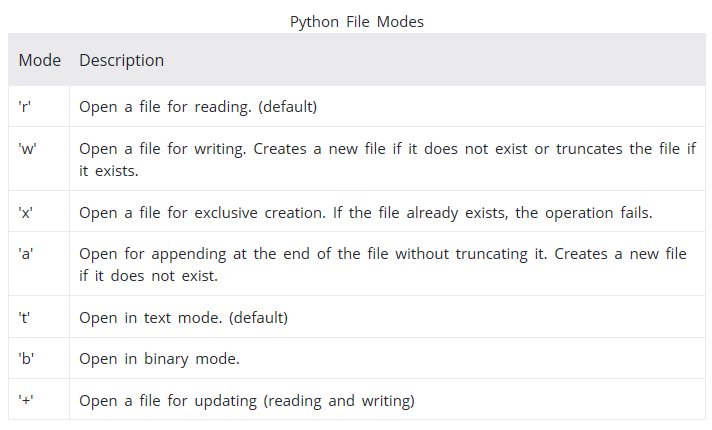 Python File Modes
Mode Description
'r' Open a file for reading. (default)
'w' Open a file for writing. Creates a new file if it does not exist or truncates the file if
it exists.
'x' Open a file for exclusive creation. If the file already exists, the operation fails.
'a' Open for appending at the end of the file without truncating it. Creates a new file
if it does not exist.
't' Open in text mode. (default)
'b' Open in binary mode.
'+' Open a file for updating (reading and writing)